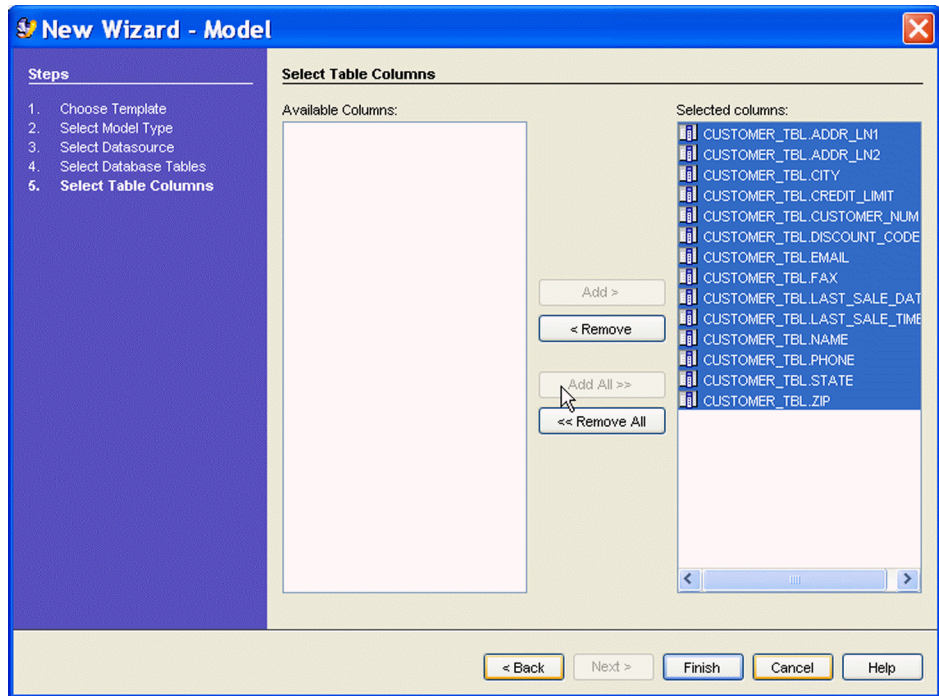 New Wizard - Model
Steps
1. Choose Template
2. Select Model Type
3. Select Datasource
4. Select Database Tables
5. Select Table Columns
Select Table Columns
Available Columns:
Add >
< Remove
Add All >>
<< Remove All
Selected columns:
CUSTOMER_TBL.ADDR_LN1
CUSTOMER_TBL.ADDR_LN2
CUSTOMER_TBL.CITY
CUSTOMER_TBL.CREDIT_LIMIT
CUSTOMER_TBL.CUSTOMER_NUM
CUSTOMER_TBL.DISCOUNT_CODE
CUSTOMER_TBL.EMAIL
CUSTOMER_TBL.FAX
CUSTOMER_TBL.LAST_SALE_DAT
CUSTOMER_TBL.LAST_SALE_TIME
CUSTOMER_TBL.NAME
CUSTOMER_TBL.PHONE
CUSTOMER_TBL.STATE
CUSTOMER_TBL.ZIP
< Back
Next >
Finish
Cancel
Help